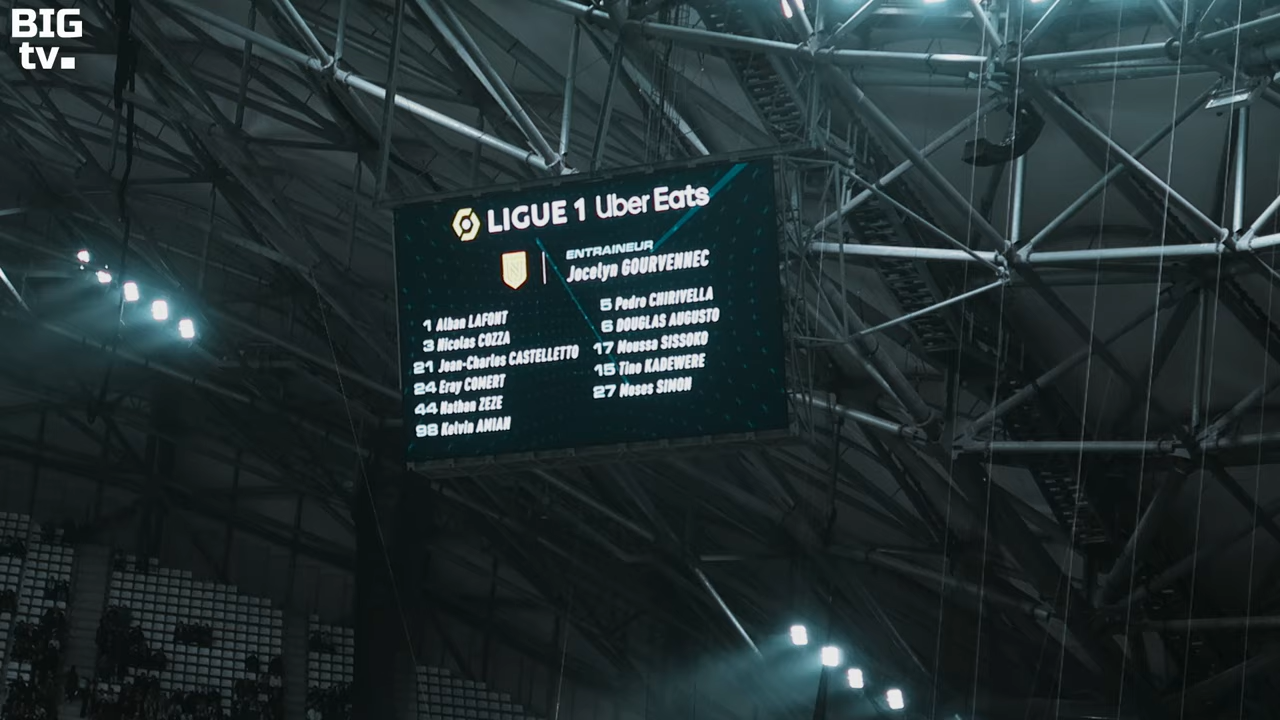 BIG
tv.
LIGUE 1 Uber Eats
ENTRAINEUR
Jocelyn GOURVENNEC
1 Alban LAFONT
3 Nicolas COZZA
21 Jean-Charles CASTELLETTO
24 Eray COMERT
44 Nathan ZEZE
98 Kelvin AMIAN
5 Pedro CHIRIVELLA
6 DOUGLAS AUGUSTO
17 Moussa SISSOKO
15 Tino KADEWERE
27 Moses SIMON